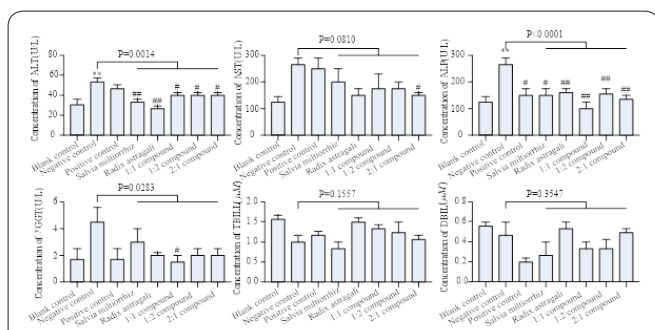 P=0.0014
P=0.0810
P<0.0001
Concentration of ALT(U/L)
80
60
40
20
0
** ## ## # # #
Concentration of AST(U/L)
300
200
100
0
#
Concentration of ALP(U/L)
300
200
100
0
** # # ## ## ## ##
Blank control
Negative control
Positive control
Salvia miltiorrhiz
Radix astragali
1:1 compound
1:2 compound
2:1 compound
Blank control
Negative control
Positive control
Salvia miltiorrhiz
Radix astragali
1:1 compound
1:2 compound
2:1 compound
Blank control
Negative control
Positive control
Salvia miltiorrhiz
Radix astragali
1:1 compound
1:2 compound
2:1 compound
P=0.0283
P=0.1557
P=0.3547
Concentration of γGGT(U/L)
6
4
2
0
#
Concentration of TBILL(μM)
2.0
1.5
1.0
0.5
0.0
Concentration of DBIL(μM)
0.8
0.6
0.4
0.2
0.0
Blank control
Negative control
Positive control
Salvia miltiorrhiz
Radix astragali
1:1 compound
1:2 compound
2:1 compound
Blank control
Negative control
Positive control
Salvia miltiorrhiz
Radix astragali
1:1 compound
1:2 compound
2:1 compound
Blank control
Negative control
Positive control
Salvia miltiorrhiz
Radix astragali
1:1 compound
1:2 compound
2:1 compound